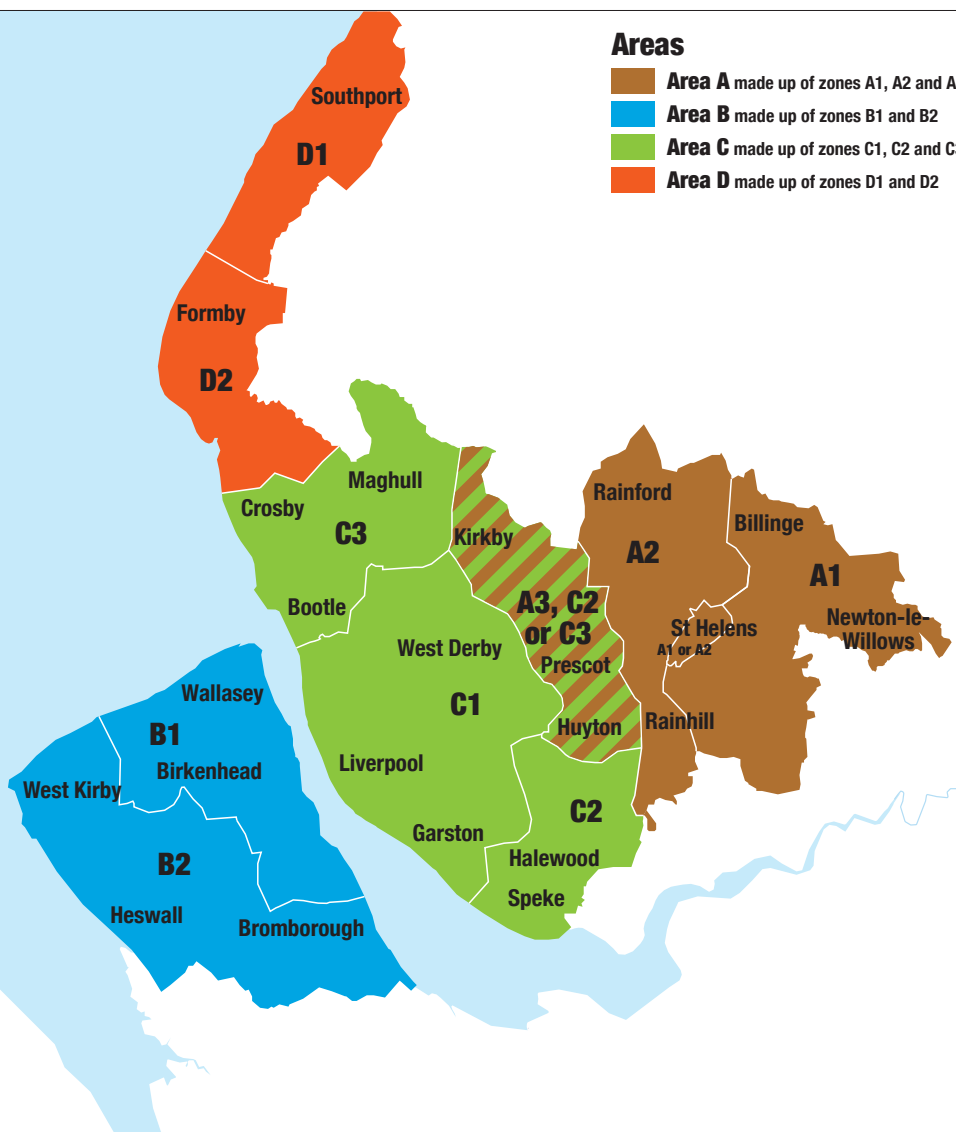 Areas
Area A made up of zones A1, A2 and A
Area B made up of zones B1 and B2
Area C made up of zones C1, C2 and C3
Area D made up of zones D1 and D2
Southport
D1
Formby
D2
Maghull
Crosby
C3
Bootle
Kirkby
A3, C2
or C3
Prescot
Huyton
Rainford
A2
Billinge
A1
Newton-le-
Willows
St Helens
A1 or A2
Rainhill
West Derby
C1
Liverpool
Garston
C2
Halewood
Speke
Wallasey
B1
Birkenhead
West Kirby
B2
Heswall
Bromborough